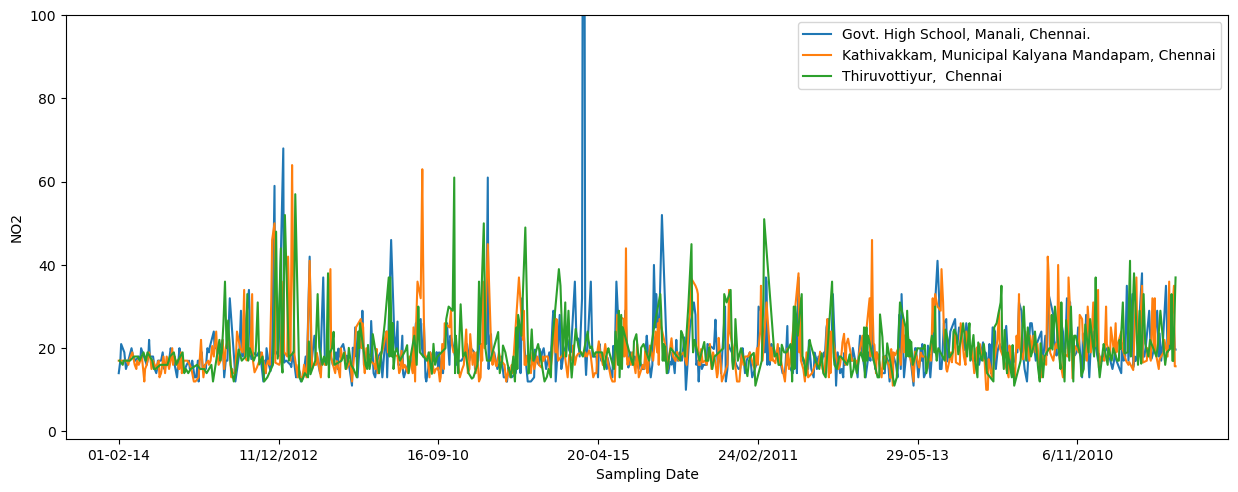 Govt. High School, Manali, Chennai.
Kathivakkam, Municipal Kalyana Mandapam, Chennai
Thiruvottiyur,  Chennai
NO2
100
80
60
40
20
0
01-02-14
11/12/2012
16-09-10
20-04-15
24/02/2011
29-05-13
6/11/2010
Sampling Date